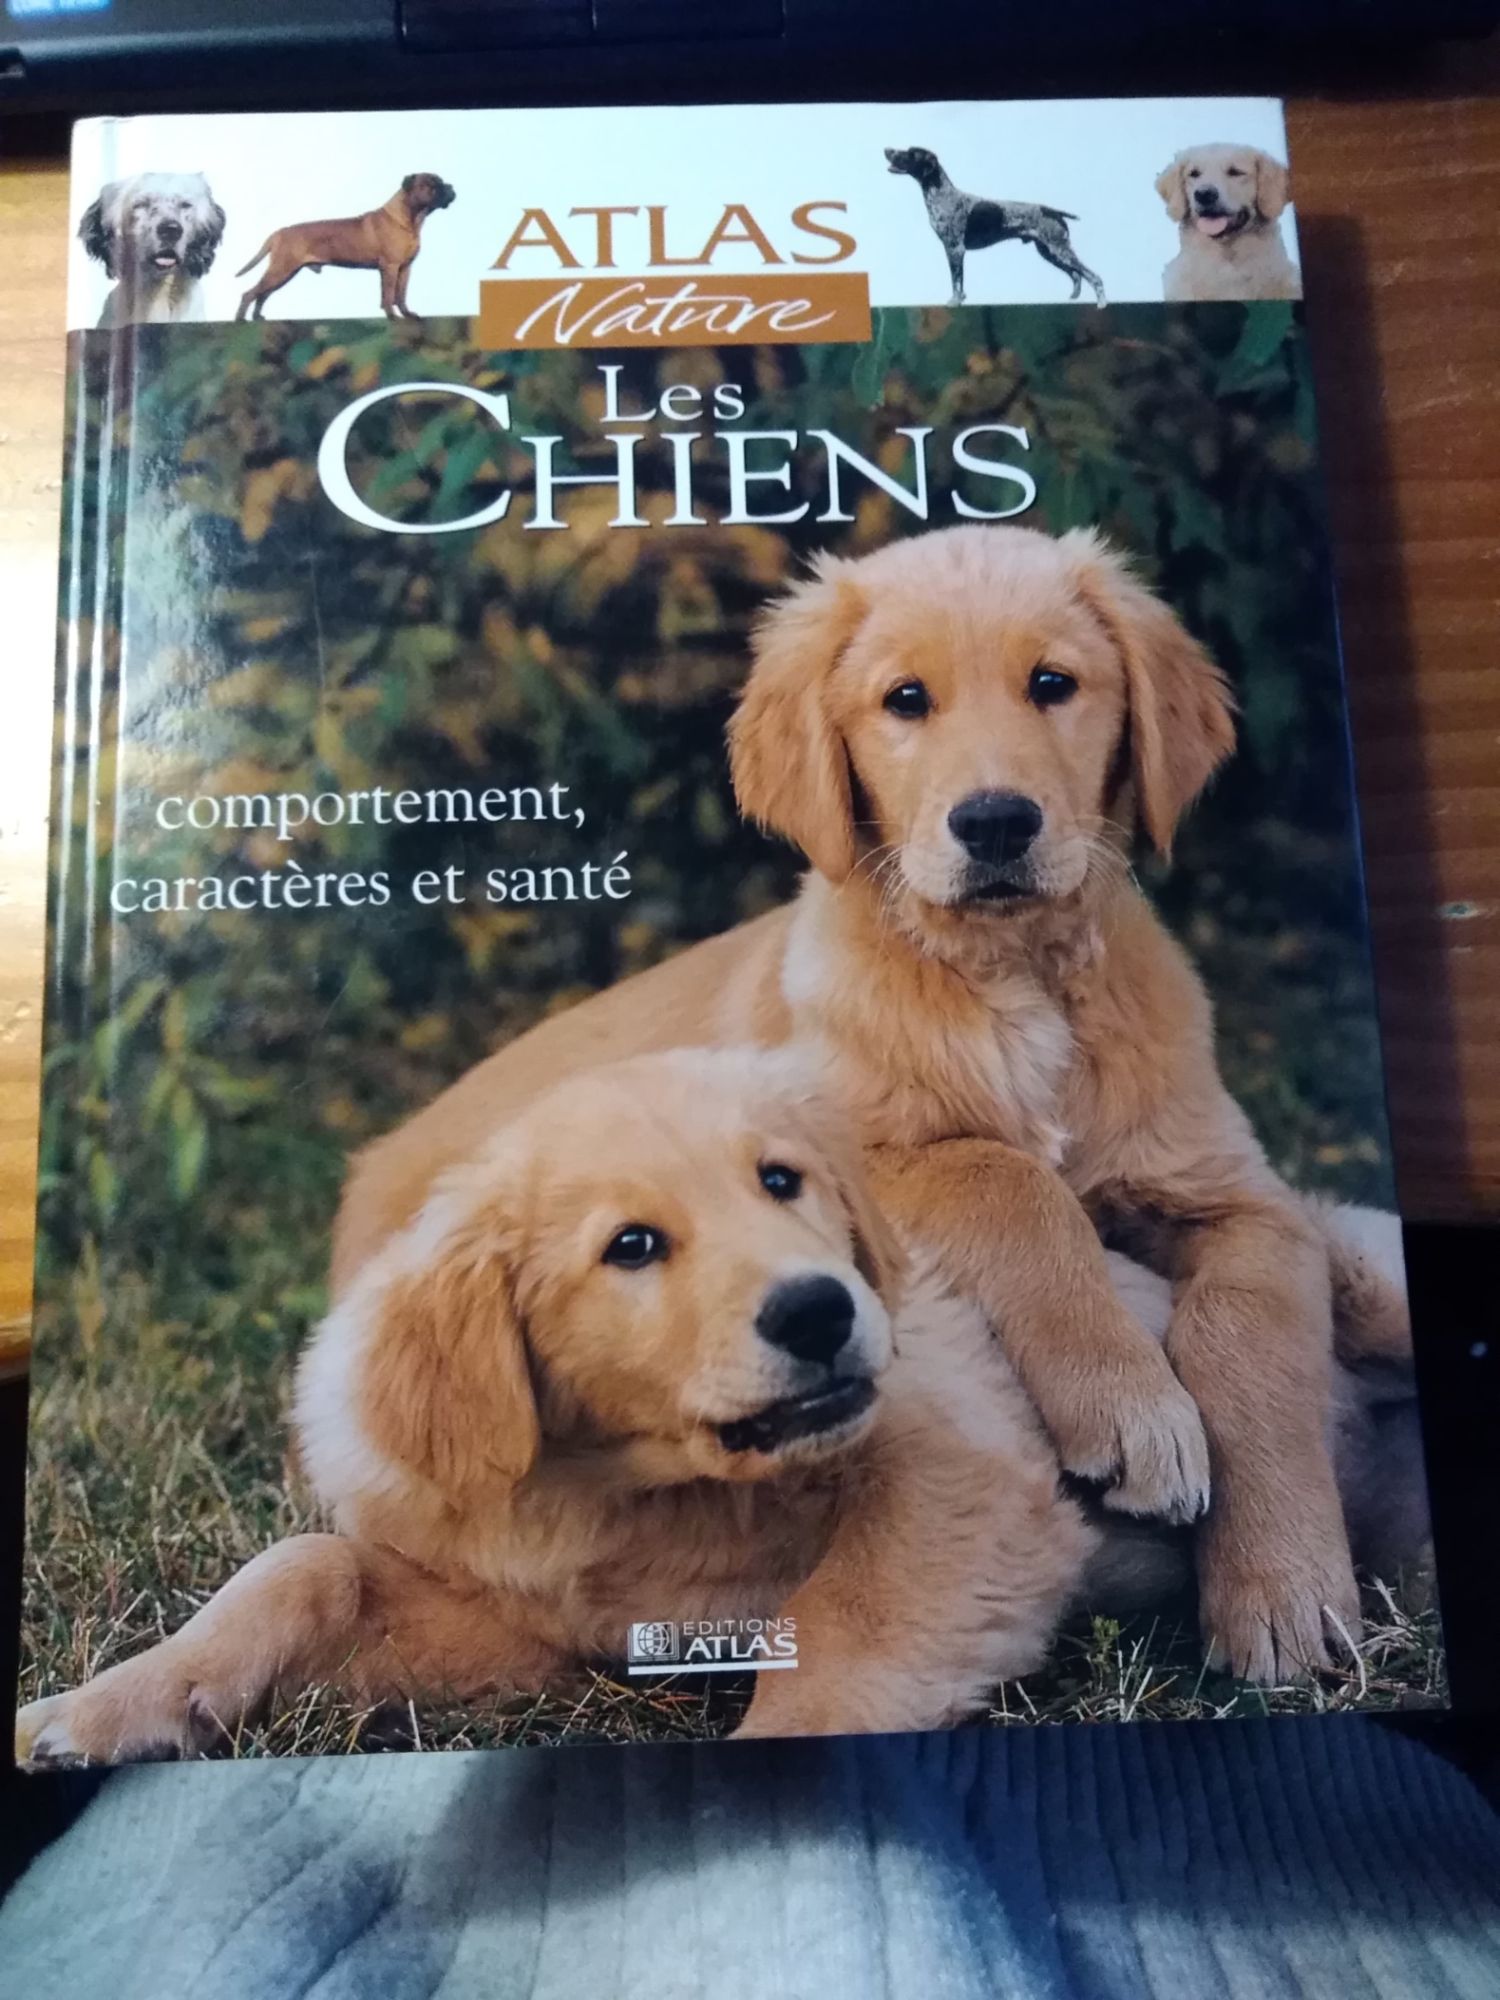 ATLAS
Nature
Les
CHIENS
comportement,
caractères et santé
EDITIONS
ATLAS